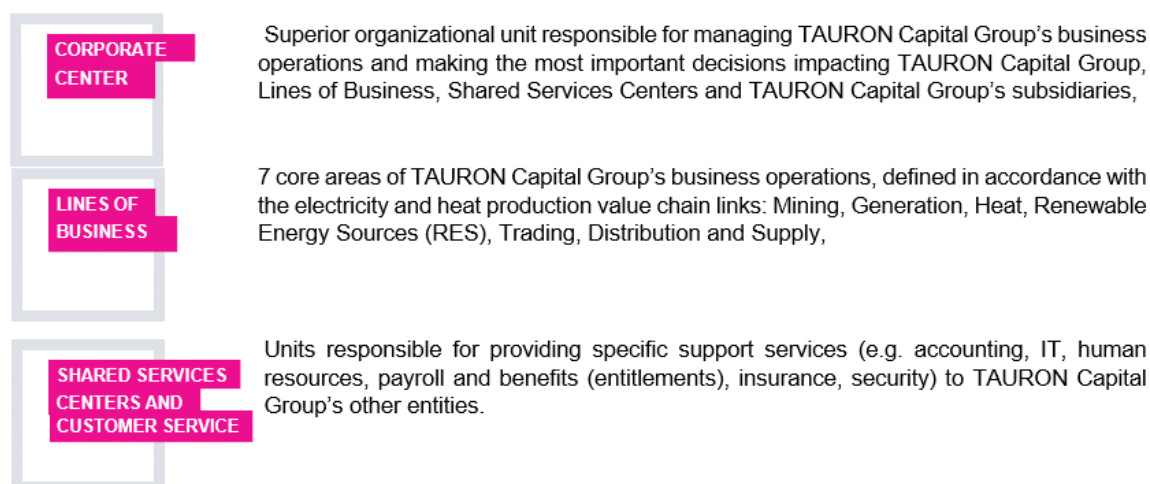 CORPORATE
CENTER
Superior organizational unit responsible for managing TAURON Capital Group’s business
operations and making the most important decisions impacting TAURON Capital Group,
Lines of Business, Shared Services Centers and TAURON Capital Group’s subsidiaries,
LINES OF
BUSINESS
7 core areas of TAURON Capital Group’s business operations, defined in accordance with
the electricity and heat production value chain links: Mining, Generation, Heat, Renewable
Energy Sources (RES), Trading, Distribution and Supply,
SHARED SERVICES
CENTERS AND
CUSTOMER SERVICE
Units responsible for providing specific support services (e.g. accounting, IT, human
resources, payroll and benefits (entitlements), insurance, security) to TAURON Capital
Group’s other entities.